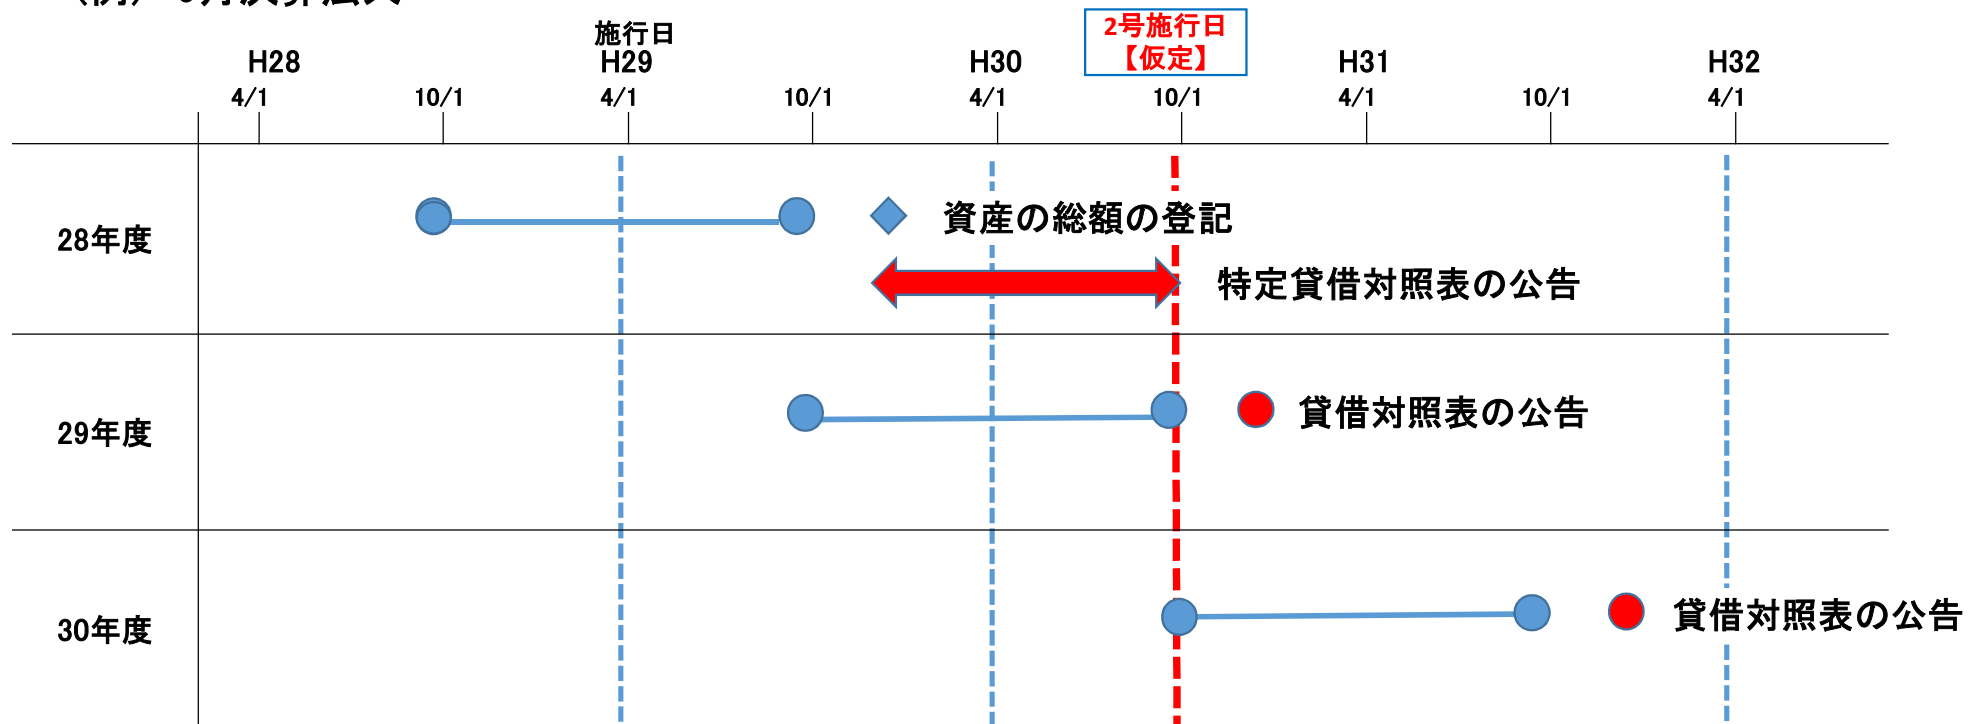 施行日
2号施行日
【仮定】
H28 H29 H30 H31 H32
4/1 10/1 4/1 10/1 4/1 10/1 4/1 10/1 4/1
28年度
資産の総額の登記
特定貸借対照表の公告
29年度
貸借対照表の公告
30年度
貸借対照表の公告